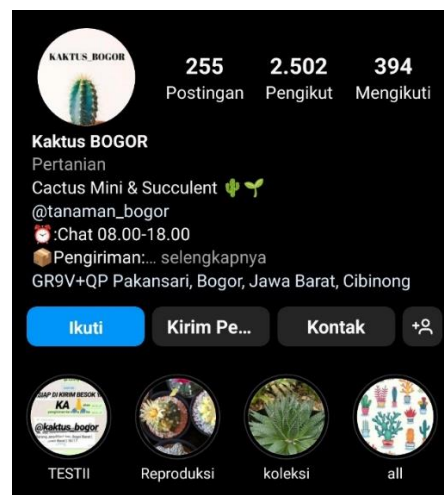 KAKTUS_BOGOR
255 2.502 394
Postingan Pengikut Mengikuti
Kaktus BOGOR
Pertanian
Cactus Mini & Succulent 🌵🌱
@tanaman_bogor
⏰:Chat 08.00-18.00
📦Pengiriman:... selengkapnya
GR9V+QP Pakansari, Bogor, Jawa Barat, Cibinong
Ikuti Kirim Pe... Kontak
KA
@kaktus_bogor
TESTII Reproduksi koleksi all